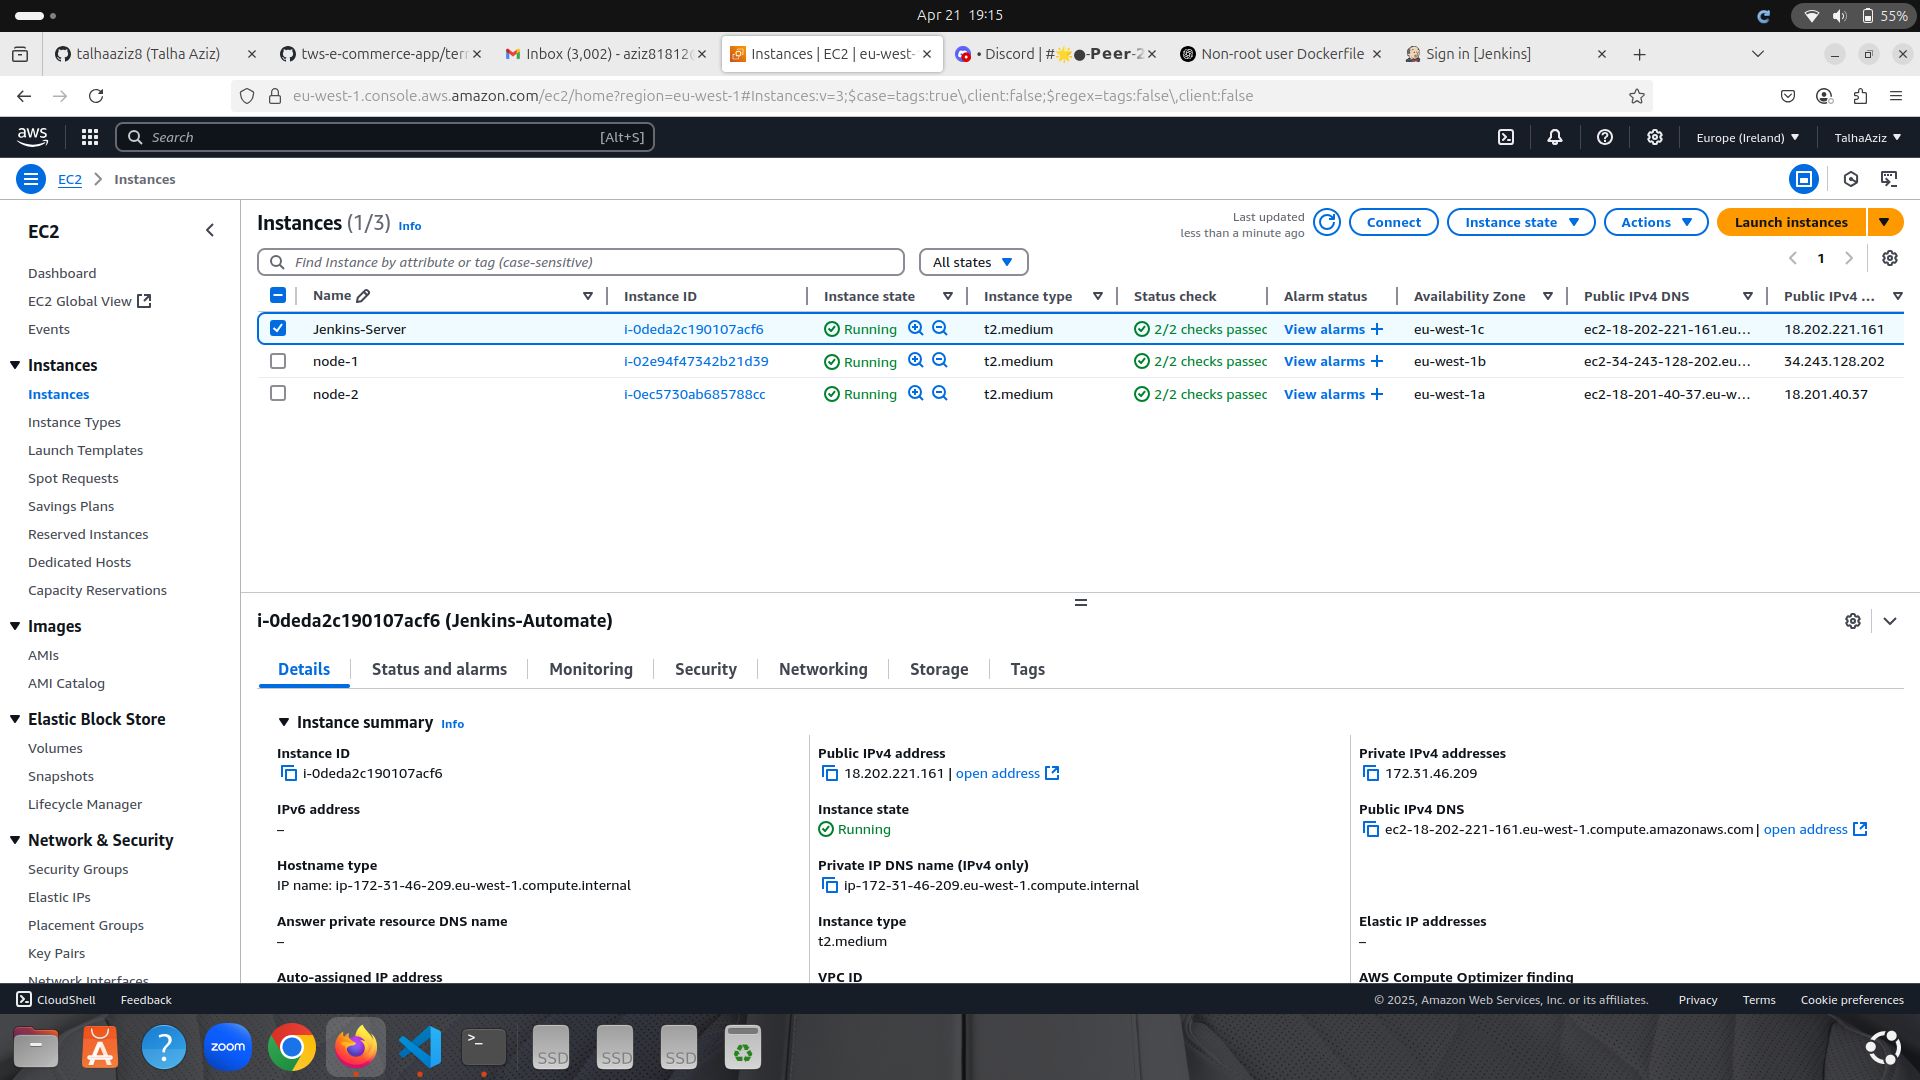 Apr 21 19:15
55%
talhaaziz8 (Talha Aziz)
tws-e-commerce-app/terr
Inbox (3,002) - aziz81812@
Instances | EC2 | eu-west-
• Discord | #🌟●-Peer-2
Non-root user Dockerfile
Sign in [Jenkins]
eu-west-1.console.aws.amazon.com/ec2/home?region=eu-west-1#Instances:v=3;$case=tags:true\,client:false;$regex=tags:false\,client:false
aws
Search
[Alt+S]
Europe (Ireland)
TalhaAziz
EC2
Instances
EC2
Dashboard
EC2 Global View
Events
Instances
Instances
Instance Types
Launch Templates
Spot Requests
Savings Plans
Reserved Instances
Dedicated Hosts
Capacity Reservations
Images
AMIs
AMI Catalog
Elastic Block Store
Volumes
Snapshots
Lifecycle Manager
Network & Security
Security Groups
Elastic IPs
Placement Groups
Key Pairs
Network Interfaces
Instances (1/3) Info
Last updated
less than a minute ago
Connect
Instance state
Actions
Launch instances
Find Instance by attribute or tag (case-sensitive)
All states
1
Name Instance ID Instance state Instance type Status check Alarm status Availability Zone Public IPv4 DNS Public IPv4 ...
Jenkins-Server i-0deda2c190107acf6 Running t2.medium 2/2 checks passec View alarms + eu-west-1c ec2-18-202-221-161.eu... 18.202.221.161
node-1 i-02e94f47342b21d39 Running t2.medium 2/2 checks passec View alarms + eu-west-1b ec2-34-243-128-202.eu... 34.243.128.202
node-2 i-0ec5730ab685788cc Running t2.medium 2/2 checks passec View alarms + eu-west-1a ec2-18-201-40-37.eu-w... 18.201.40.37
i-0deda2c190107acf6 (Jenkins-Automate)
Details
Status and alarms
Monitoring
Security
Networking
Storage
Tags
Instance summary Info
Instance ID
i-0deda2c190107acf6
Public IPv4 address
18.202.221.161 | open address
Private IPv4 addresses
172.31.46.209
IPv6 address
–
Instance state
Running
Public IPv4 DNS
ec2-18-202-221-161.eu-west-1.compute.amazonaws.com | open address
Hostname type
IP name: ip-172-31-46-209.eu-west-1.compute.internal
Private IP DNS name (IPv4 only)
ip-172-31-46-209.eu-west-1.compute.internal
Answer private resource DNS name
–
Instance type
t2.medium
Elastic IP addresses
–
Auto-assigned IP address
VPC ID
AWS Compute Optimizer finding
CloudShell
Feedback
© 2025, Amazon Web Services, Inc. or its affiliates.
Privacy
Terms
Cookie preferences
zoom
SSD
SSD
SSD